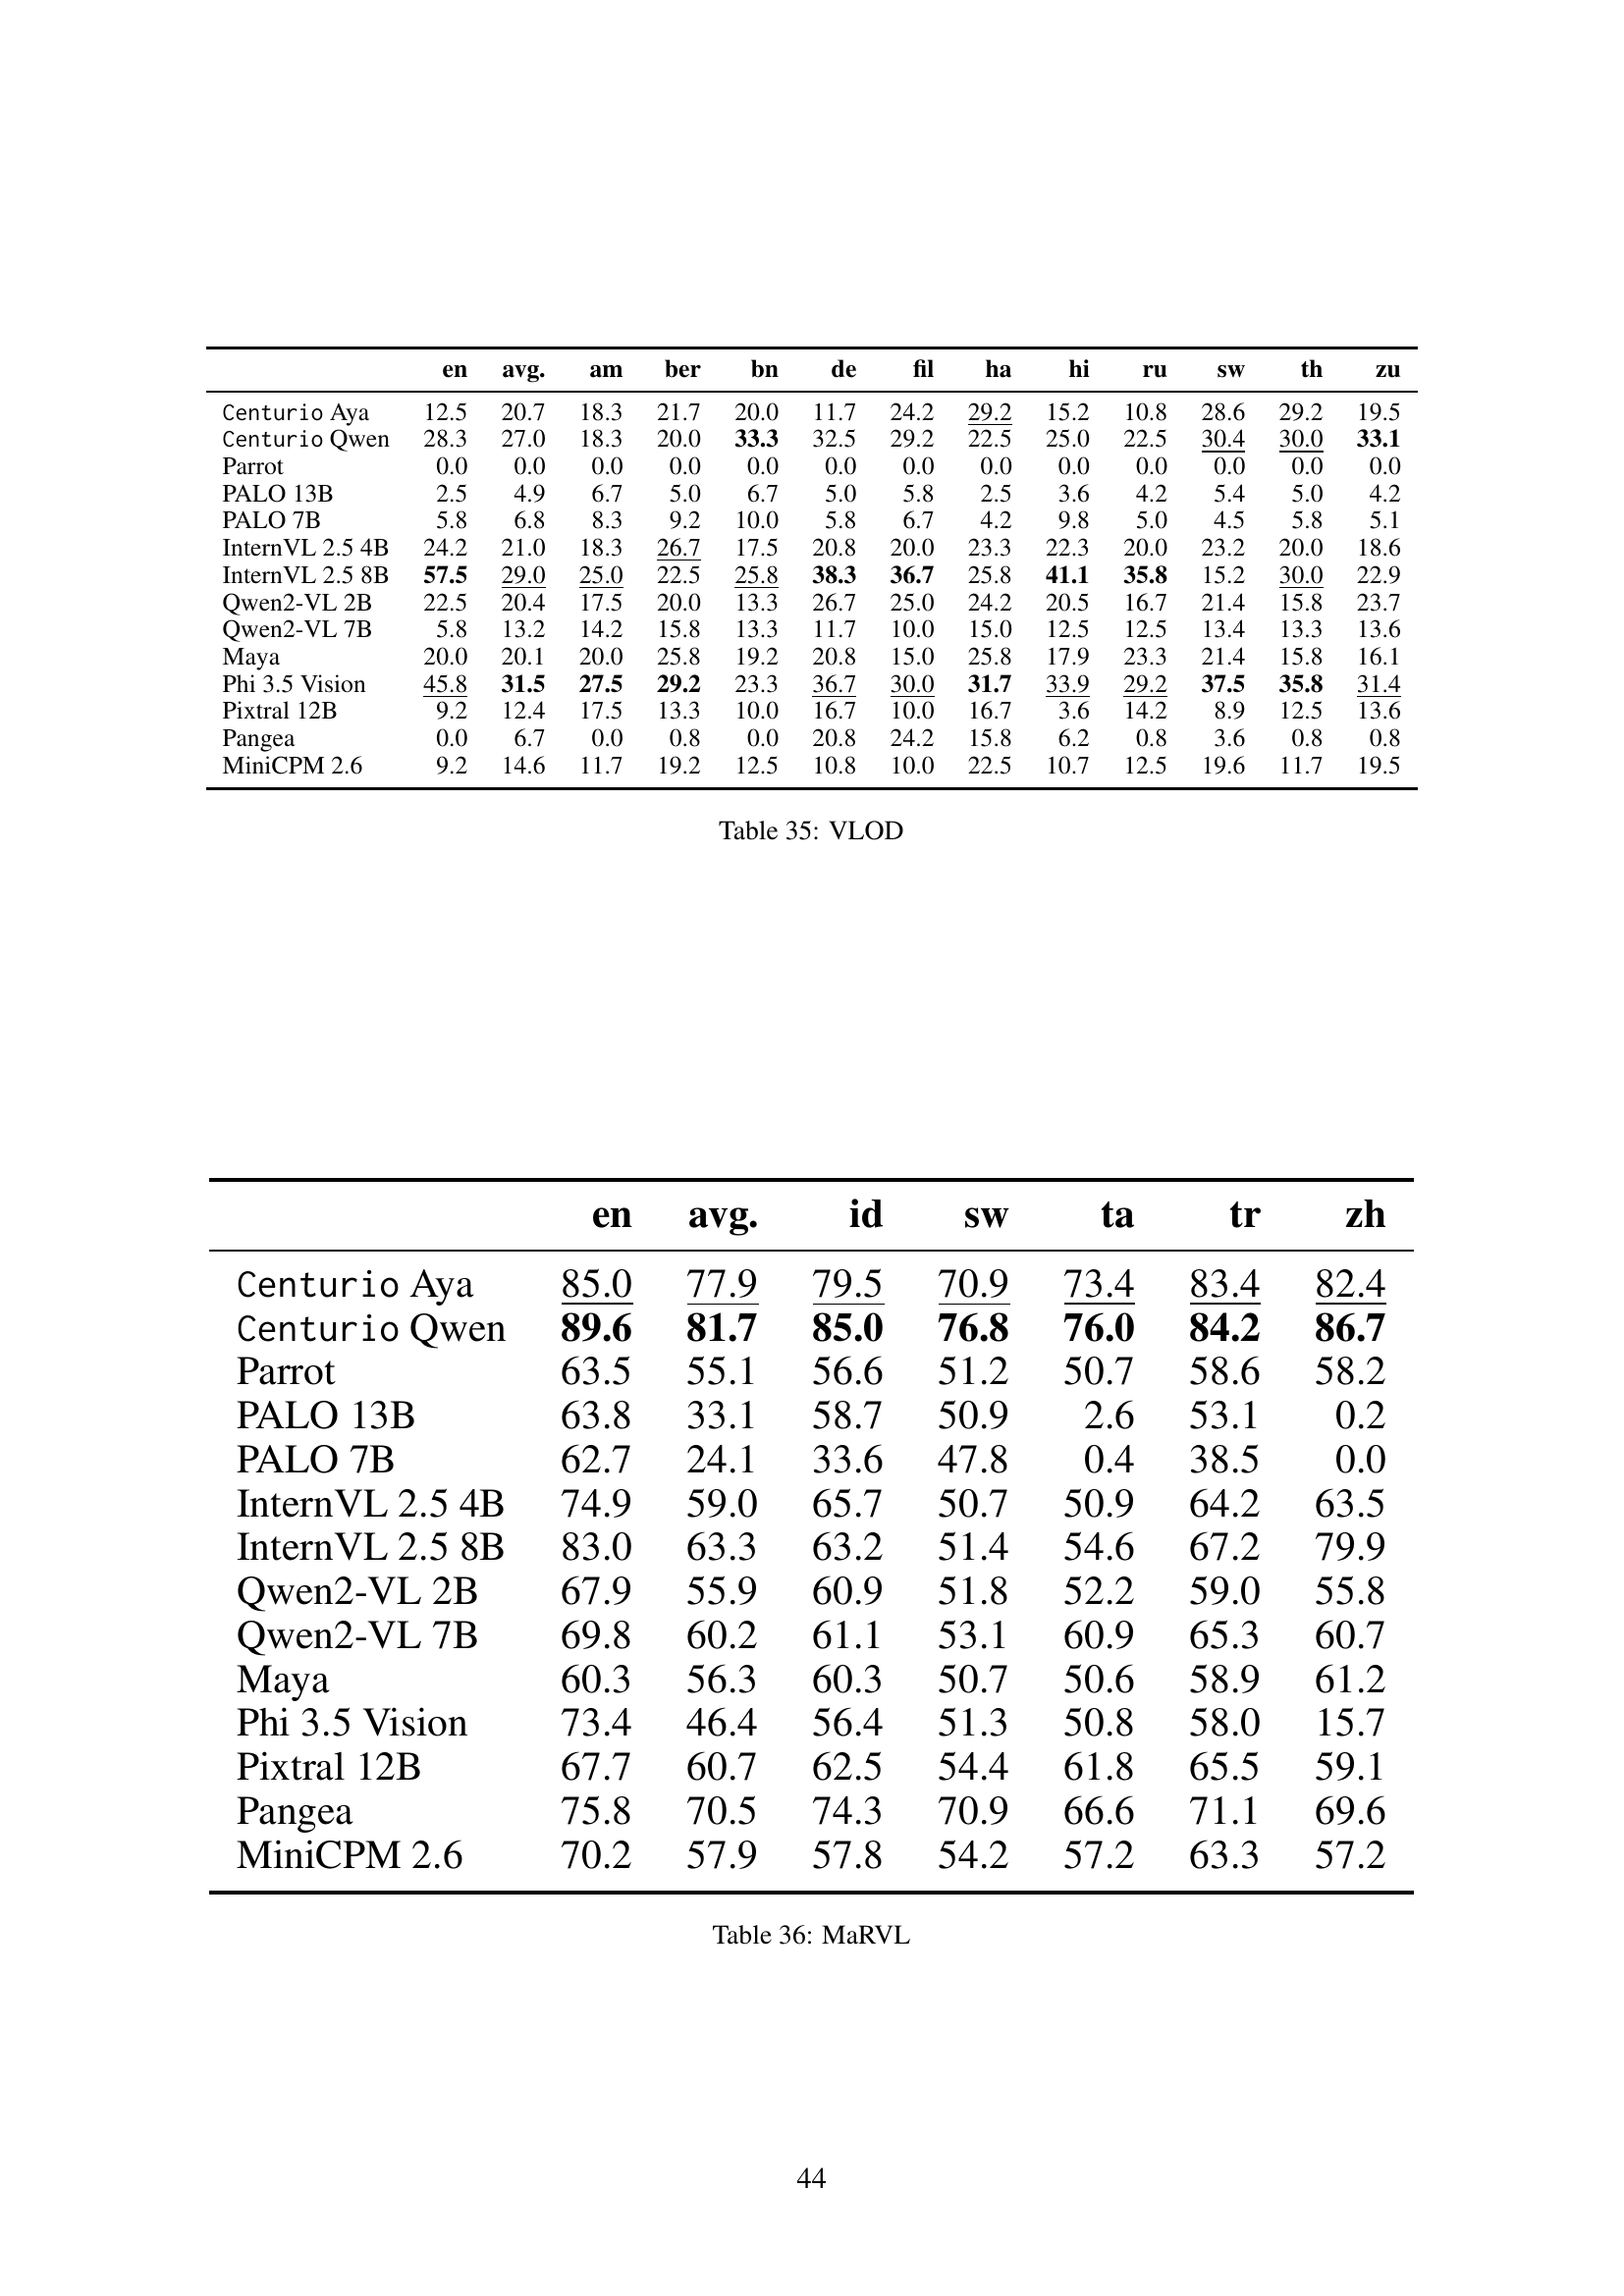 en avg. am ber bn de fil ha hi ru sw th zu
Centurio Aya 12.5 20.7 18.3 21.7 20.0 11.7 24.2 29.2 15.2 10.8 28.6 29.2 19.5
Centurio Qwen 28.3 27.0 18.3 20.0 33.3 32.5 29.2 22.5 25.0 22.5 30.4 30.0 33.1
Parrot 0.0 0.0 0.0 0.0 0.0 0.0 0.0 0.0 0.0 0.0 0.0 0.0 0.0
PALO 13B 2.5 4.9 6.7 5.0 6.7 5.0 5.8 2.5 3.6 4.2 5.4 5.0 4.2
PALO 7B 5.8 6.8 8.3 9.2 10.0 5.8 6.7 4.2 9.8 5.0 4.5 5.8 5.1
InternVL 2.5 4B 24.2 21.0 18.3 26.7 17.5 20.8 20.0 23.3 22.3 20.0 23.2 20.0 18.6
InternVL 2.5 8B 57.5 29.0 25.0 22.5 25.8 38.3 36.7 25.8 41.1 35.8 15.2 30.0 22.9
Qwen2-VL 2B 22.5 20.4 17.5 20.0 13.3 26.7 25.0 24.2 20.5 16.7 21.4 15.8 23.7
Qwen2-VL 7B 5.8 13.2 14.2 15.8 13.3 11.7 10.0 15.0 12.5 12.5 13.4 13.3 13.6
Maya 20.0 20.1 20.0 25.8 19.2 20.8 15.0 25.8 17.9 23.3 21.4 15.8 16.1
Phi 3.5 Vision 45.8 31.5 27.5 29.2 23.3 36.7 30.0 31.7 33.9 29.2 37.5 35.8 31.4
Pixtral 12B 9.2 12.4 17.5 13.3 10.0 16.7 10.0 16.7 3.6 14.2 8.9 12.5 13.6
Pangea 0.0 6.7 0.0 0.8 0.0 20.8 24.2 15.8 6.2 0.8 3.6 0.8 0.8
MiniCPM 2.6 9.2 14.6 11.7 19.2 12.5 10.8 10.0 22.5 10.7 12.5 19.6 11.7 19.5
Table 35: VLOD
en avg. id sw ta tr zh
Centurio Aya 85.0 77.9 79.5 70.9 73.4 83.4 82.4
Centurio Qwen 89.6 81.7 85.0 76.8 76.0 84.2 86.7
Parrot 63.5 55.1 56.6 51.2 50.7 58.6 58.2
PALO 13B 63.8 33.1 58.7 50.9 2.6 53.1 0.2
PALO 7B 62.7 24.1 33.6 47.8 0.4 38.5 0.0
InternVL 2.5 4B 74.9 59.0 65.7 50.7 50.9 64.2 63.5
InternVL 2.5 8B 83.0 63.3 63.2 51.4 54.6 67.2 79.9
Qwen2-VL 2B 67.9 55.9 60.9 51.8 52.2 59.0 55.8
Qwen2-VL 7B 69.8 60.2 61.1 53.1 60.9 65.3 60.7
Maya 60.3 56.3 60.3 50.7 50.6 58.9 61.2
Phi 3.5 Vision 73.4 46.4 56.4 51.3 50.8 58.0 15.7
Pixtral 12B 67.7 60.7 62.5 54.4 61.8 65.5 59.1
Pangea 75.8 70.5 74.3 70.9 66.6 71.1 69.6
MiniCPM 2.6 70.2 57.9 57.8 54.2 57.2 63.3 57.2
Table 36: MaRVL
44